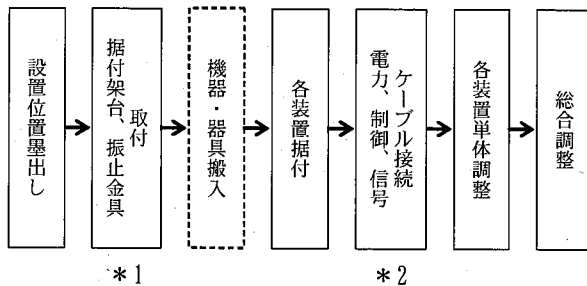 設置位置墨出し
据付架台、振止金具
取付
機器・器具搬入
各装置据付
ケーブル接続
電力、制御、信号
各装置単体調整
総合調整
*1
*2